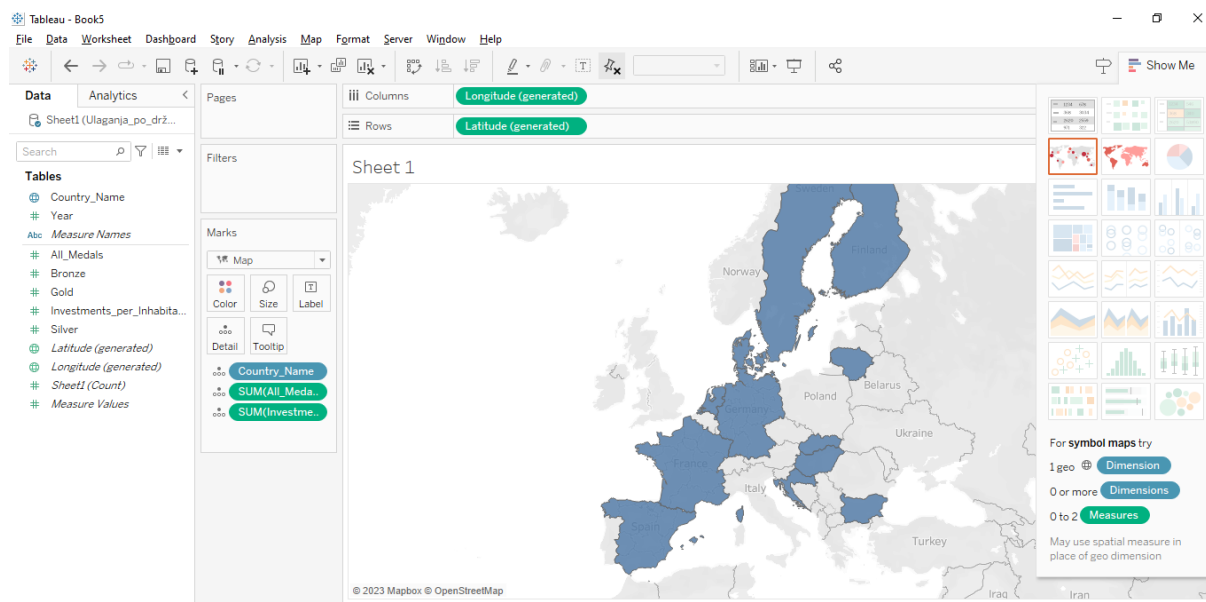 Tableau - Book5
File Data Worksheet Dashboard Story Analysis Map Format Server Window Help
Show Me
Data Analytics
Sheet1 (Ulaganja_po_drž...
Search
Tables
Country_Name
Year
Abc Measure Names
All_Medals
Bronze
Gold
Investments_per_Inhabita...
Silver
Latitude (generated)
Longitude (generated)
Sheet1 (Count)
Measure Values
Pages
Filters
Marks
Map
Color Size Label
Detail Tooltip
Country_Name
SUM(All_Meda..
SUM(Investme..
Columns Longitude (generated)
Rows Latitude (generated)
Sheet 1
Sweden
Finland
Norway
Belarus
Poland
Germany
Ukraine
France
Italy
Spain
Turkey
Iraq
Iran
© 2023 Mapbox © OpenStreetMap
For symbol maps try
1 geo Dimension
0 or more Dimensions
0 to 2 Measures
May use spatial measure in
place of geo dimension